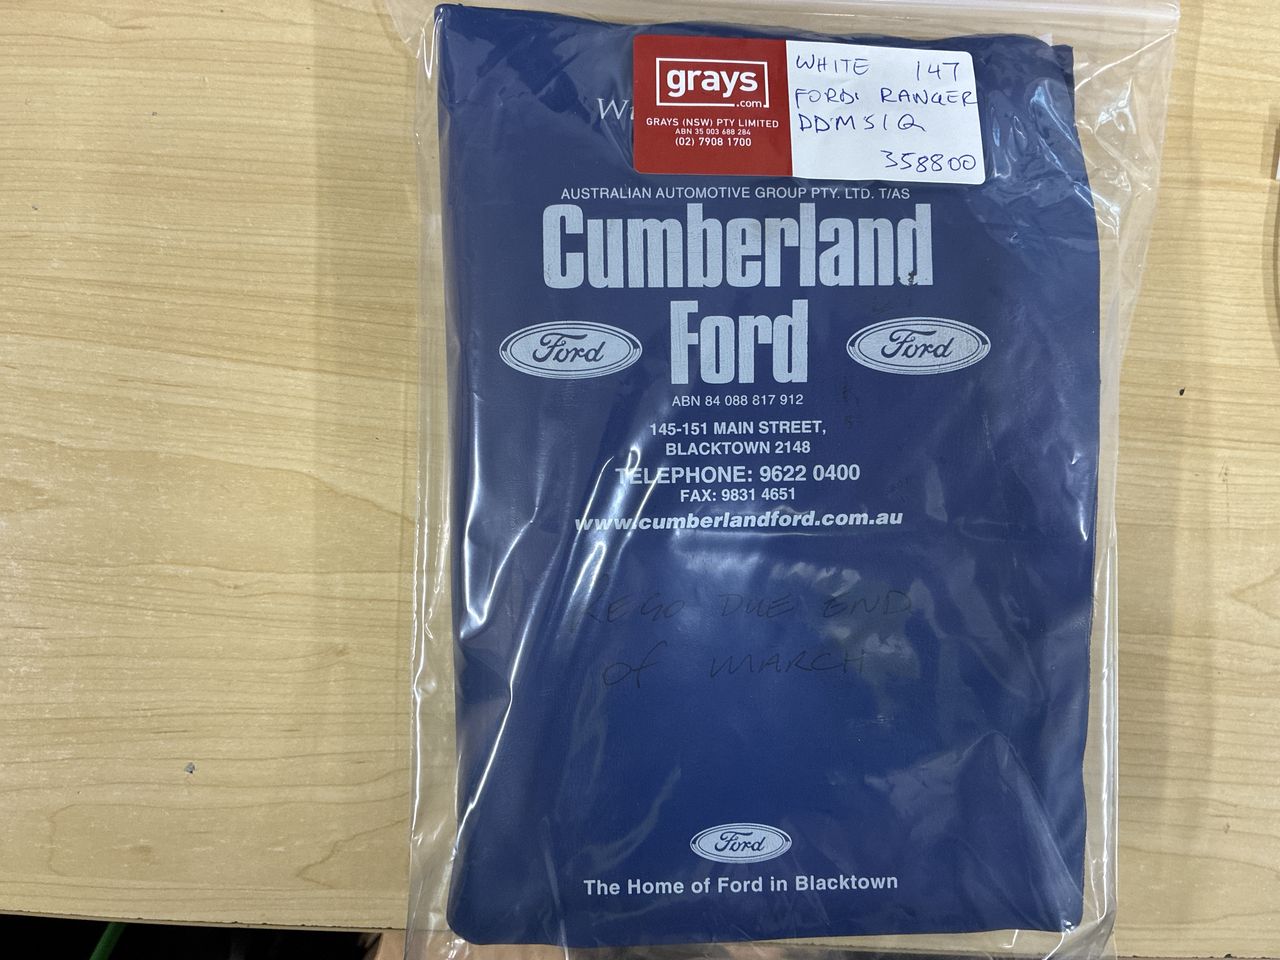 grays
.com
GRAYS (NSW) PTY LIMITED
ABN 35 003 688 284
(02) 7908 1700
WHITE 147
FORD RANGER
DDM51Q
358800
AUSTRALIAN AUTOMOTIVE GROUP PTY. LTD. T/AS
Cumberland
Ford
Ford
Ford
ABN 84 088 817 912
145-151 MAIN STREET,
BLACKTOWN 2148
TELEPHONE: 9622 0400
FAX: 9831 4651
www.cumberlandford.com.au
REGO DUE END
of MARCH
Ford
The Home of Ford in Blacktown